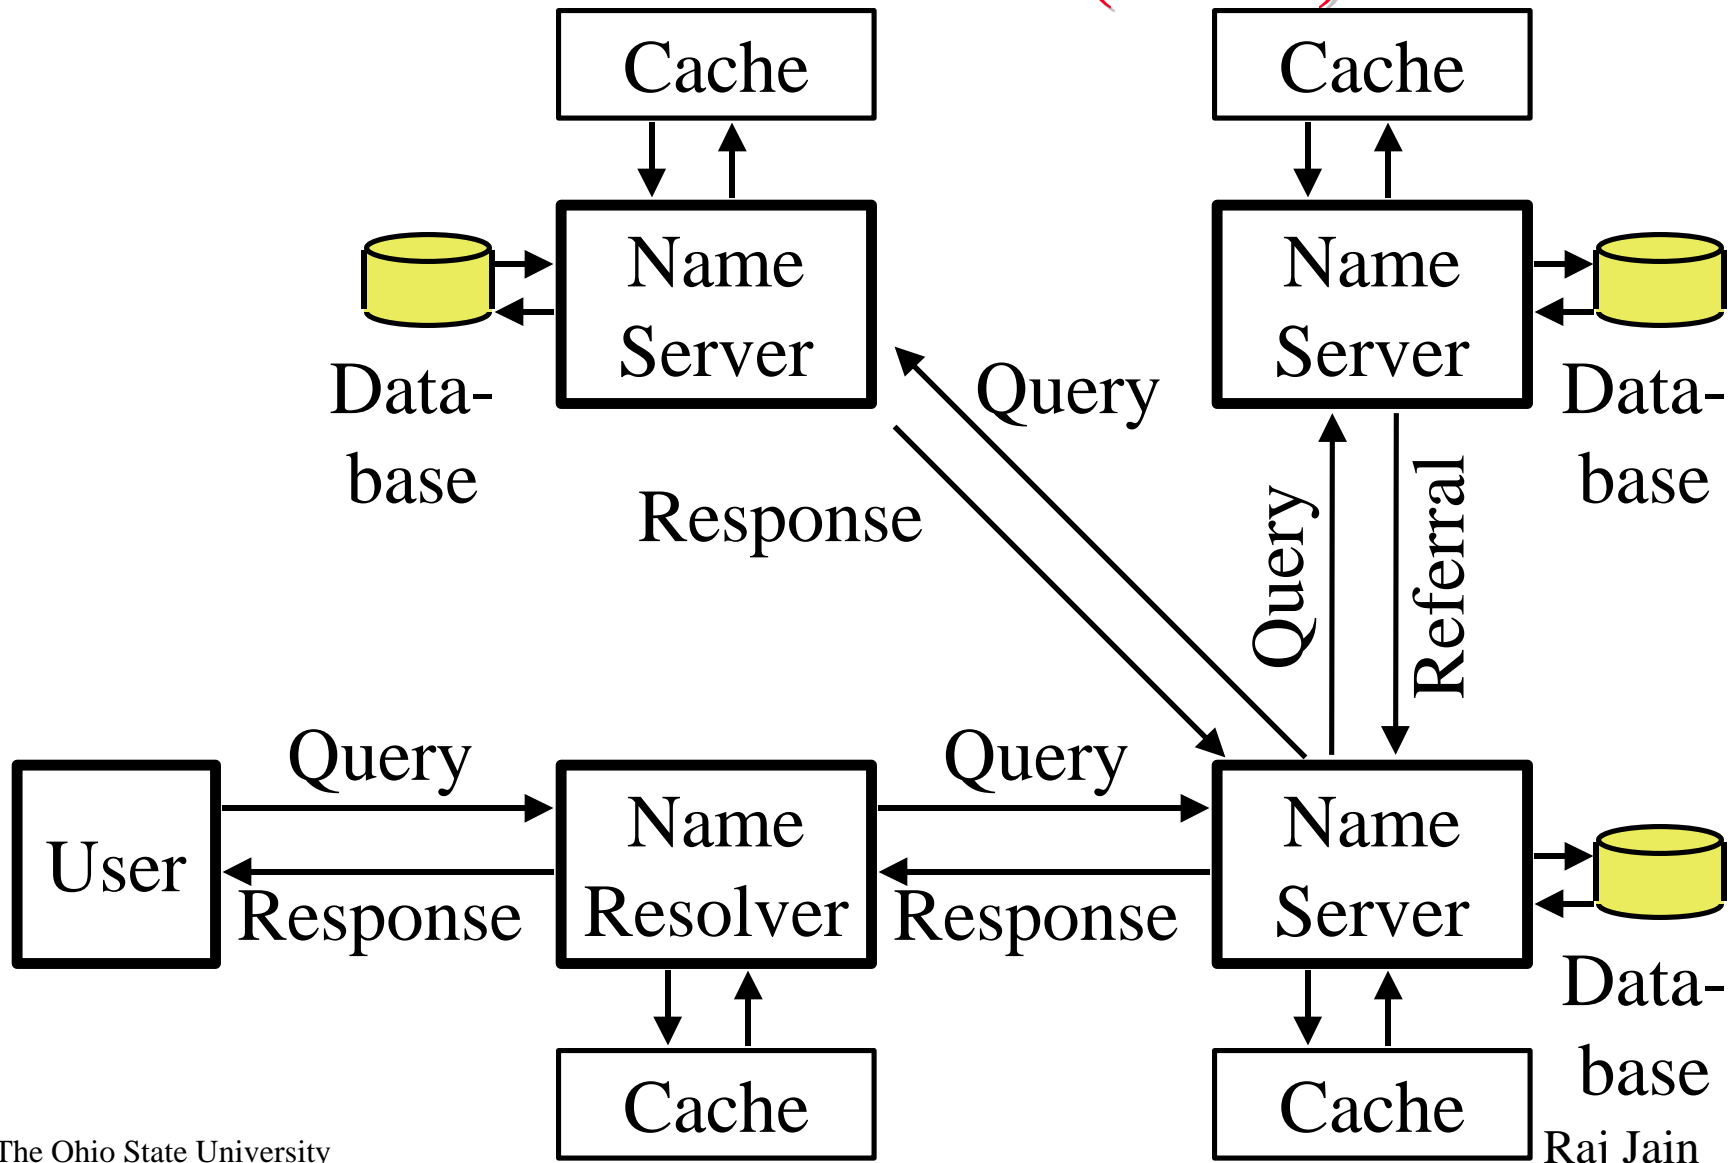 Cache
Cache
Name
Server
Name
Server
Data-
base
Data-
base
Query
Response
Query
Referral
User
Query
Response
Name
Resolver
Query
Response
Name
Server
Data-
base
Cache
Cache
The Ohio State University
Raj Jain